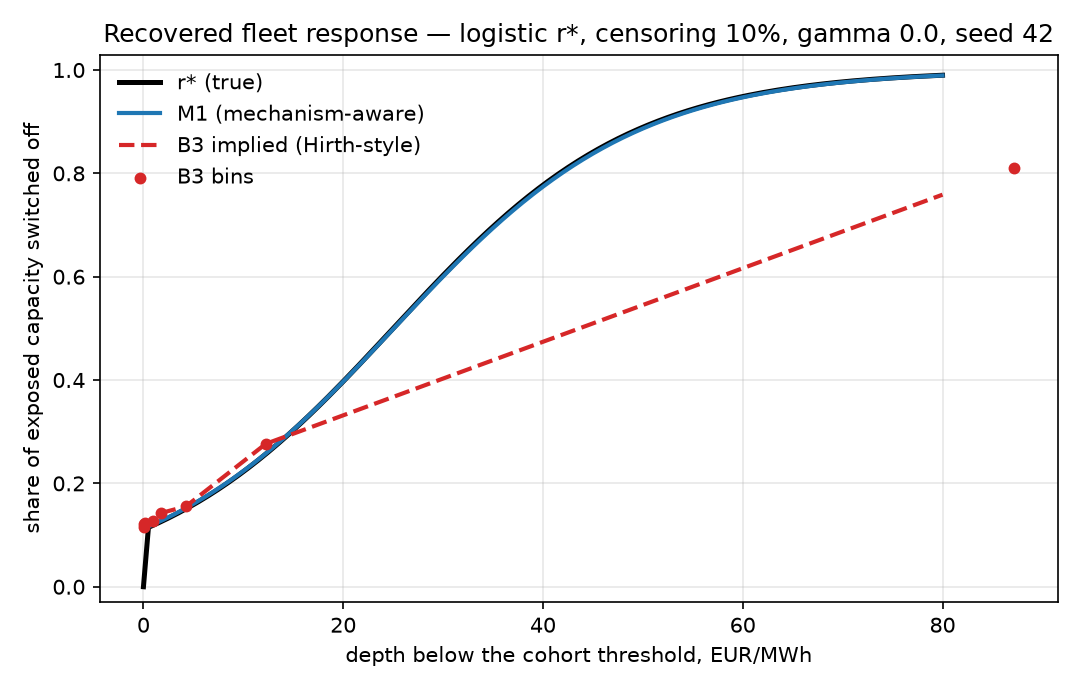 Recovered fleet response — logistic r*, censoring 10%, gamma 0.0, seed 42
r* (true)
M1 (mechanism-aware)
B3 implied (Hirth-style)
B3 bins
1.0
0.8
0.6
0.4
0.2
0.0
share of exposed capacity switched off
0 20 40 60 80
depth below the cohort threshold, EUR/MWh